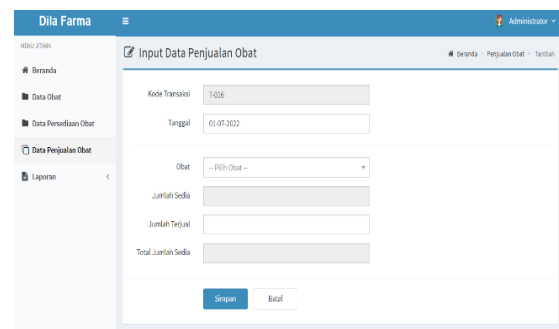 Dila Farma
Administrator
MENU UTAMA
Input Data Penjualan Obat
Beranda > Penjualan Obat > Tambah
Beranda
Data Obat
Data Persediaan Obat
Data Penjualan Obat
Laporan
Kode Transaksi T-016
Tanggal 01-07-2022
Obat -- Pilih Obat --
Jumlah Sedia
Jumlah Terjual
Total Jumlah Sedia
Simpan Batal